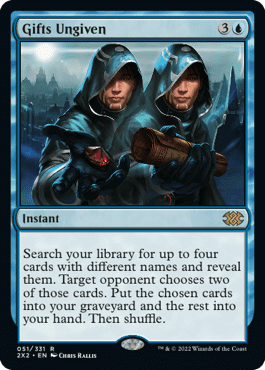 Gifts Ungiven 3
Instant
Search your library for up to four
cards with different names and reveal
them. Target opponent chooses two
of those cards. Put the chosen cards
into your graveyard and the rest into
your hand. Then shuffle.
051/331 R
2X2 • EN Chris Rallis
™ & © 2022 Wizards of the Coast